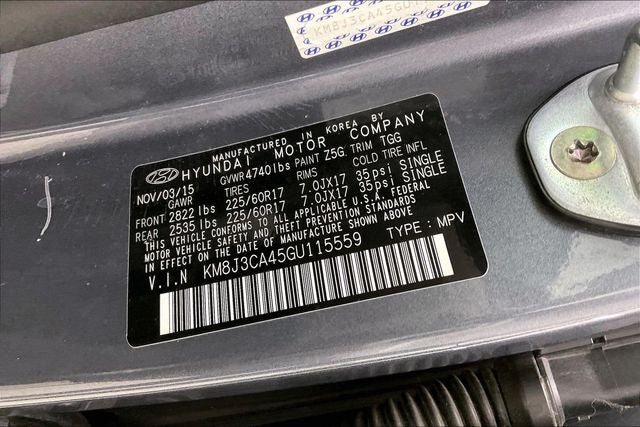 KM8J3CA45GU1
MANUFACTURED IN KOREA BY
HYUNDAI MOTOR COMPANY
NOV/03/15 GVWR4740lbs PAINT Z5G TRIM TGG
GAWR TIRES RIMS COLD TIRE INFL
FRONT 2822 lbs 225/60R17 7.0JX17 35psi SINGLE
REAR 2535 lbs 225/60R17 7.0JX17 35psi SINGLE
THIS VEHICLE CONFORMS TO ALL APPLICABLE U.S.A. FEDERAL
MOTOR VEHICLE SAFETY AND THEFT PREVENTION STANDARDS
IN EFFECT ON THE DATE OF MANUFACTURE SHOWN ABOVE
V.I.N KM8J3CA45GU115559 TYPE : MPV